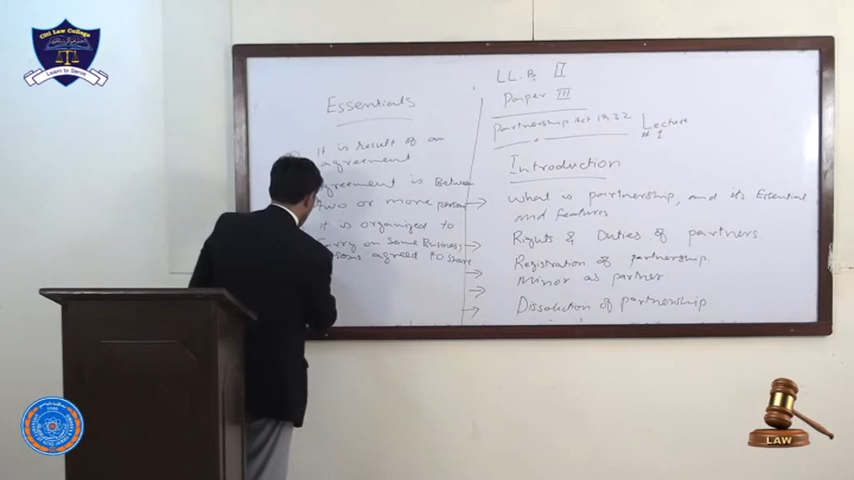 Citi Law College
Learn to Serve
Essentials
It is result of an
agreement
agreement is Between
two or more person
It is organized to
Carry on Some Business
agreed to share
LL.B II
Paper III
Partnership Act 1932
Lecture
# 1
Introduction
What is partnership, and its Essential
and features
Rights & Duties of partners
Registration of partnership.
Minor as partner
Dissolution of partnership
LAW